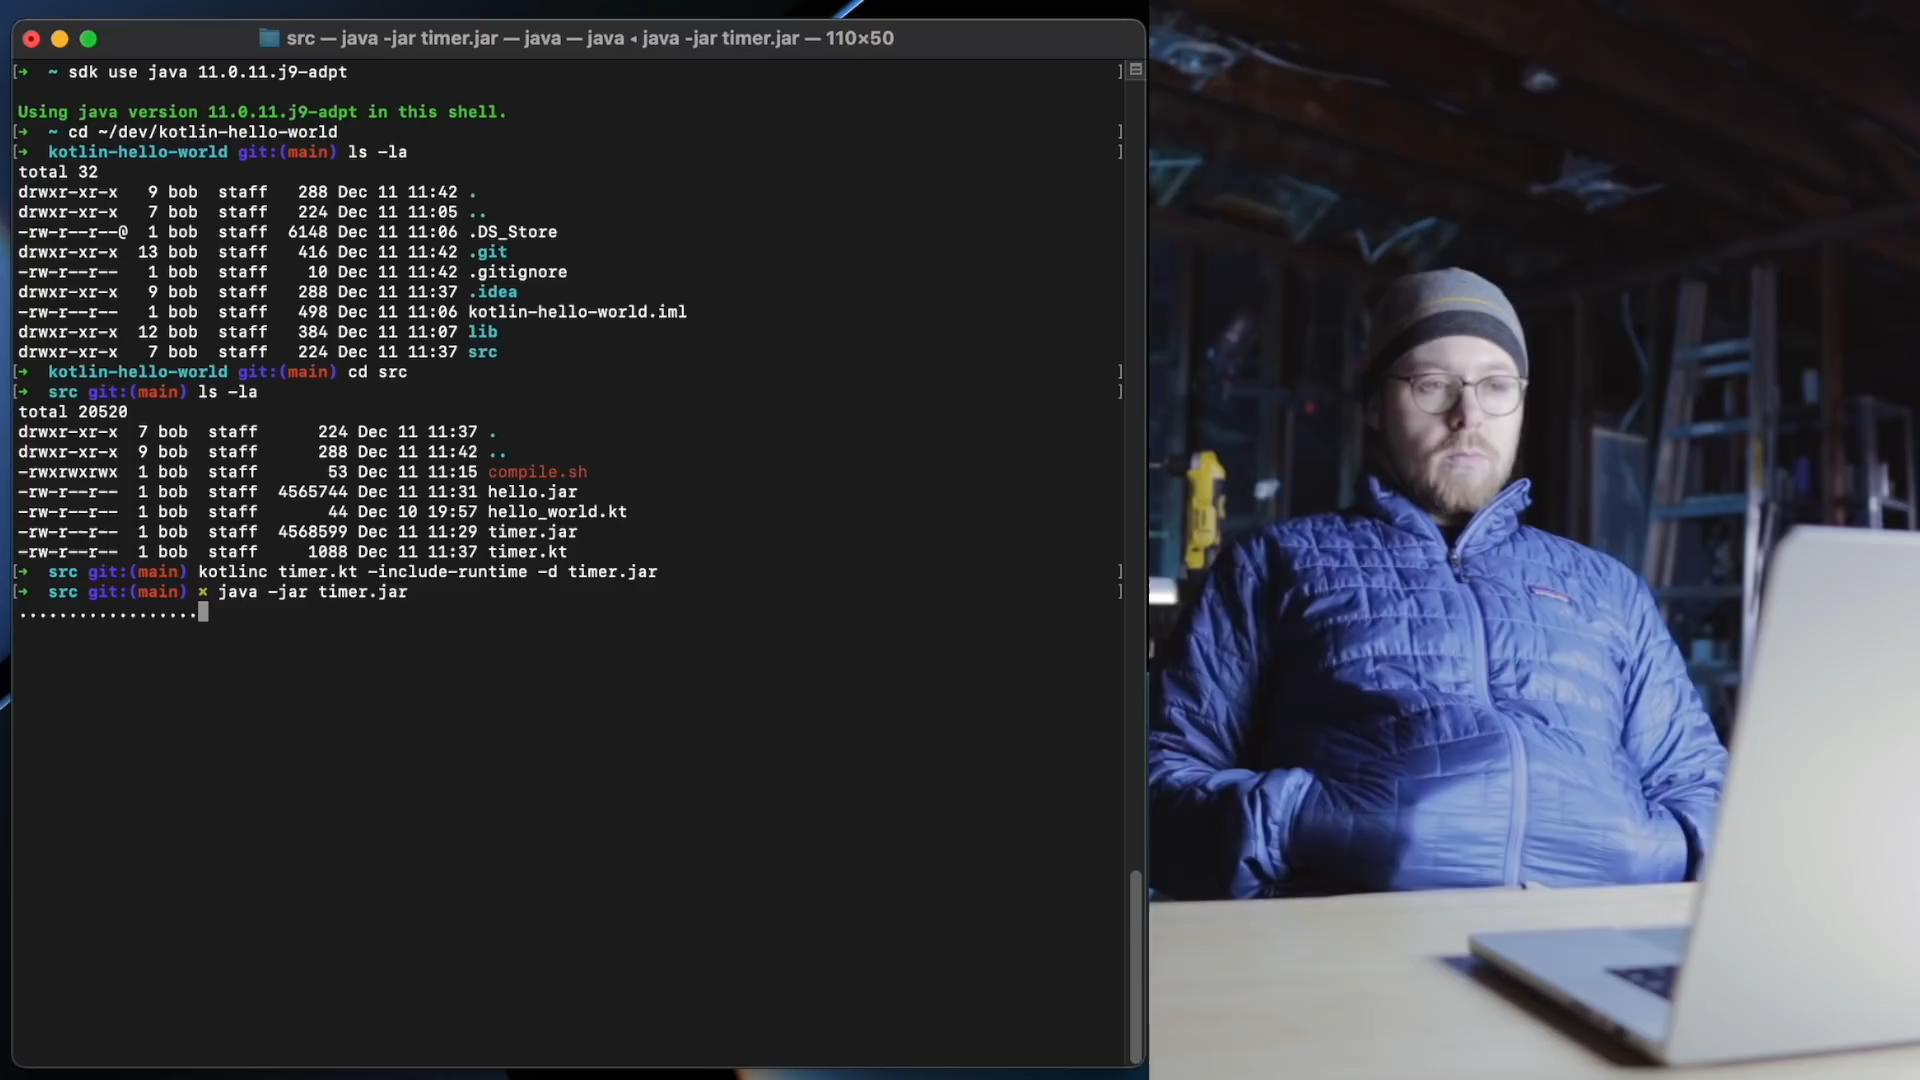 src — java -jar timer.jar — java — java ◂ java -jar timer.jar — 110×50
[➜  ~ sdk use java 11.0.11.j9-adpt ]
Using java version 11.0.11.j9-adpt in this shell.
[➜  ~ cd ~/dev/kotlin-hello-world ]
[➜  kotlin-hello-world git:(main) ls -la ]
total 32
drwxr-xr-x   9 bob  staff   288 Dec 11 11:42 .
drwxr-xr-x   7 bob  staff   224 Dec 11 11:05 ..
-rw-r--r--@  1 bob  staff  6148 Dec 11 11:06 .DS_Store
drwxr-xr-x  13 bob  staff   416 Dec 11 11:42 .git
-rw-r--r--   1 bob  staff    10 Dec 11 11:42 .gitignore
drwxr-xr-x   9 bob  staff   288 Dec 11 11:37 .idea
-rw-r--r--   1 bob  staff   498 Dec 11 11:06 kotlin-hello-world.iml
drwxr-xr-x  12 bob  staff   384 Dec 11 11:07 lib
drwxr-xr-x   7 bob  staff   224 Dec 11 11:37 src
[➜  kotlin-hello-world git:(main) cd src ]
[➜  src git:(main) ls -la ]
total 20520
drwxr-xr-x  7 bob  staff      224 Dec 11 11:37 .
drwxr-xr-x  9 bob  staff      288 Dec 11 11:42 ..
-rwxrwxrwx  1 bob  staff       53 Dec 11 11:15 compile.sh
-rw-r--r--  1 bob  staff  4565744 Dec 11 11:31 hello.jar
-rw-r--r--  1 bob  staff       44 Dec 10 19:57 hello_world.kt
-rw-r--r--  1 bob  staff  4568599 Dec 11 11:29 timer.jar
-rw-r--r--  1 bob  staff     1088 Dec 11 11:37 timer.kt
[➜  src git:(main) kotlinc timer.kt -include-runtime -d timer.jar ]
[➜  src git:(main) ✗ java -jar timer.jar ]
..................